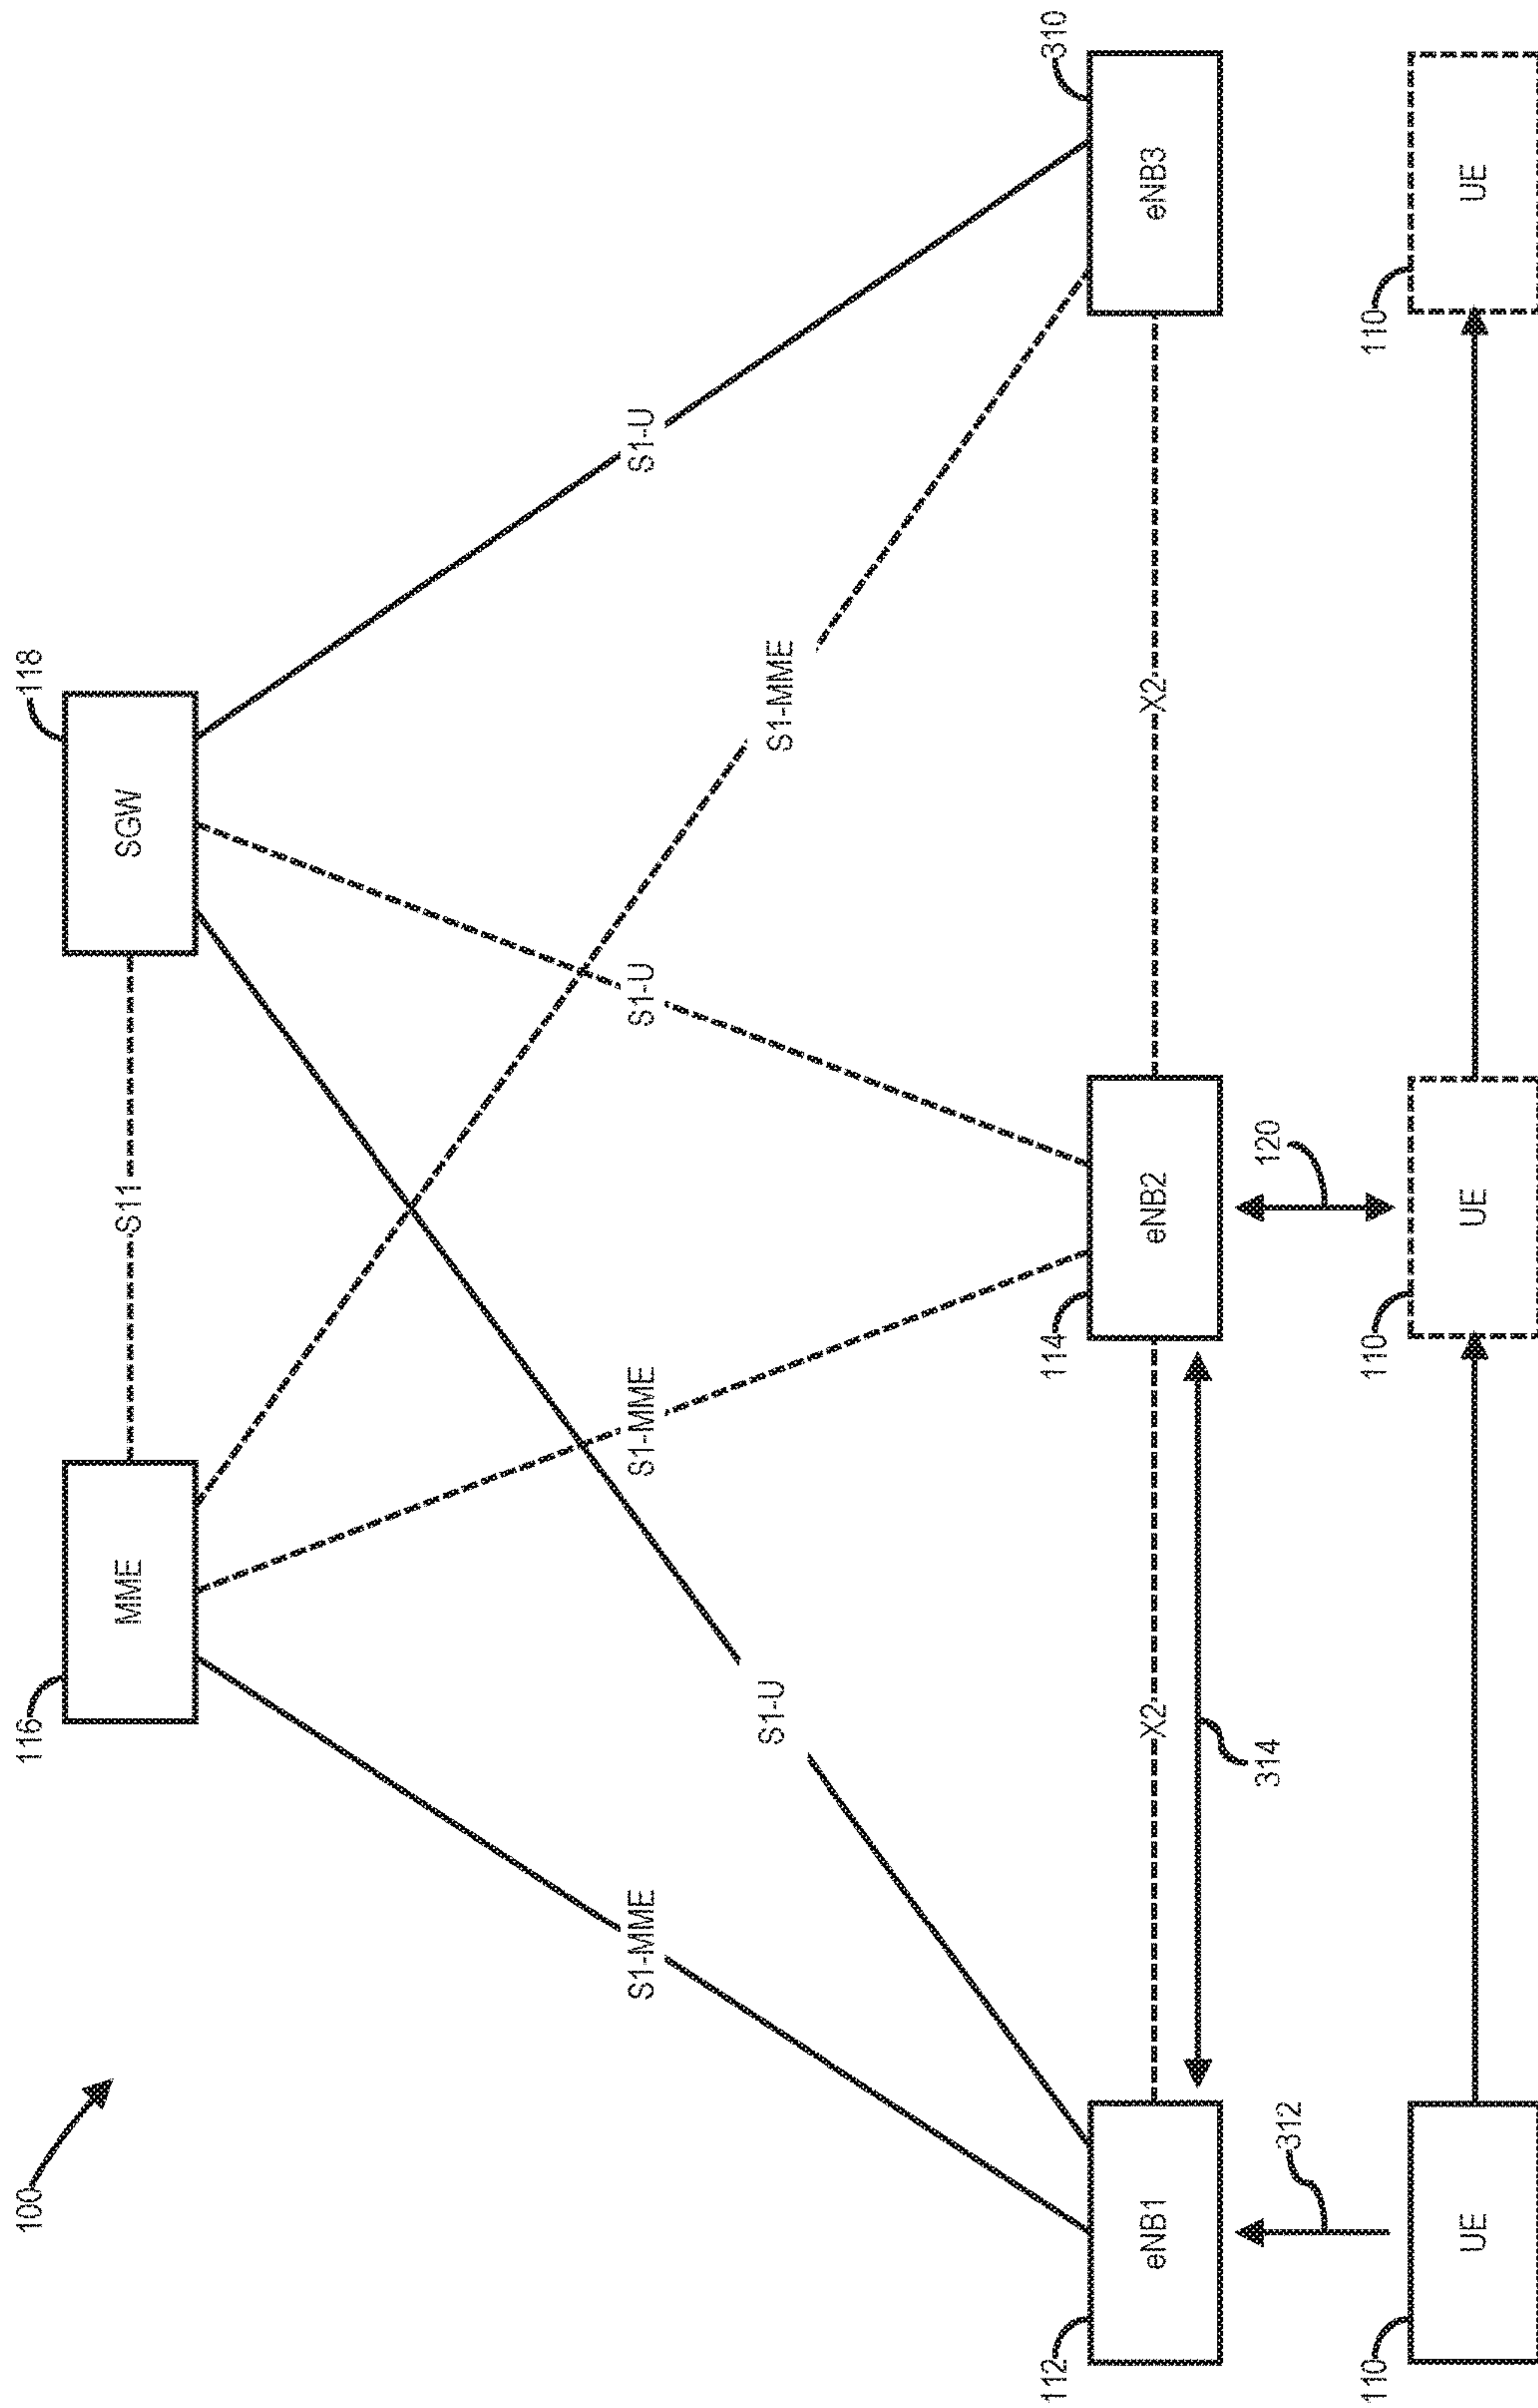 100
116
MME
S11
SGW
118
S1-MME
S1-MME
S1-U
S1-U
S1-U
S1-MME
112
eNB1
X2
114
eNB2
X2
eNB3
310
314
312
120
110
UE
110
UE
110
UE